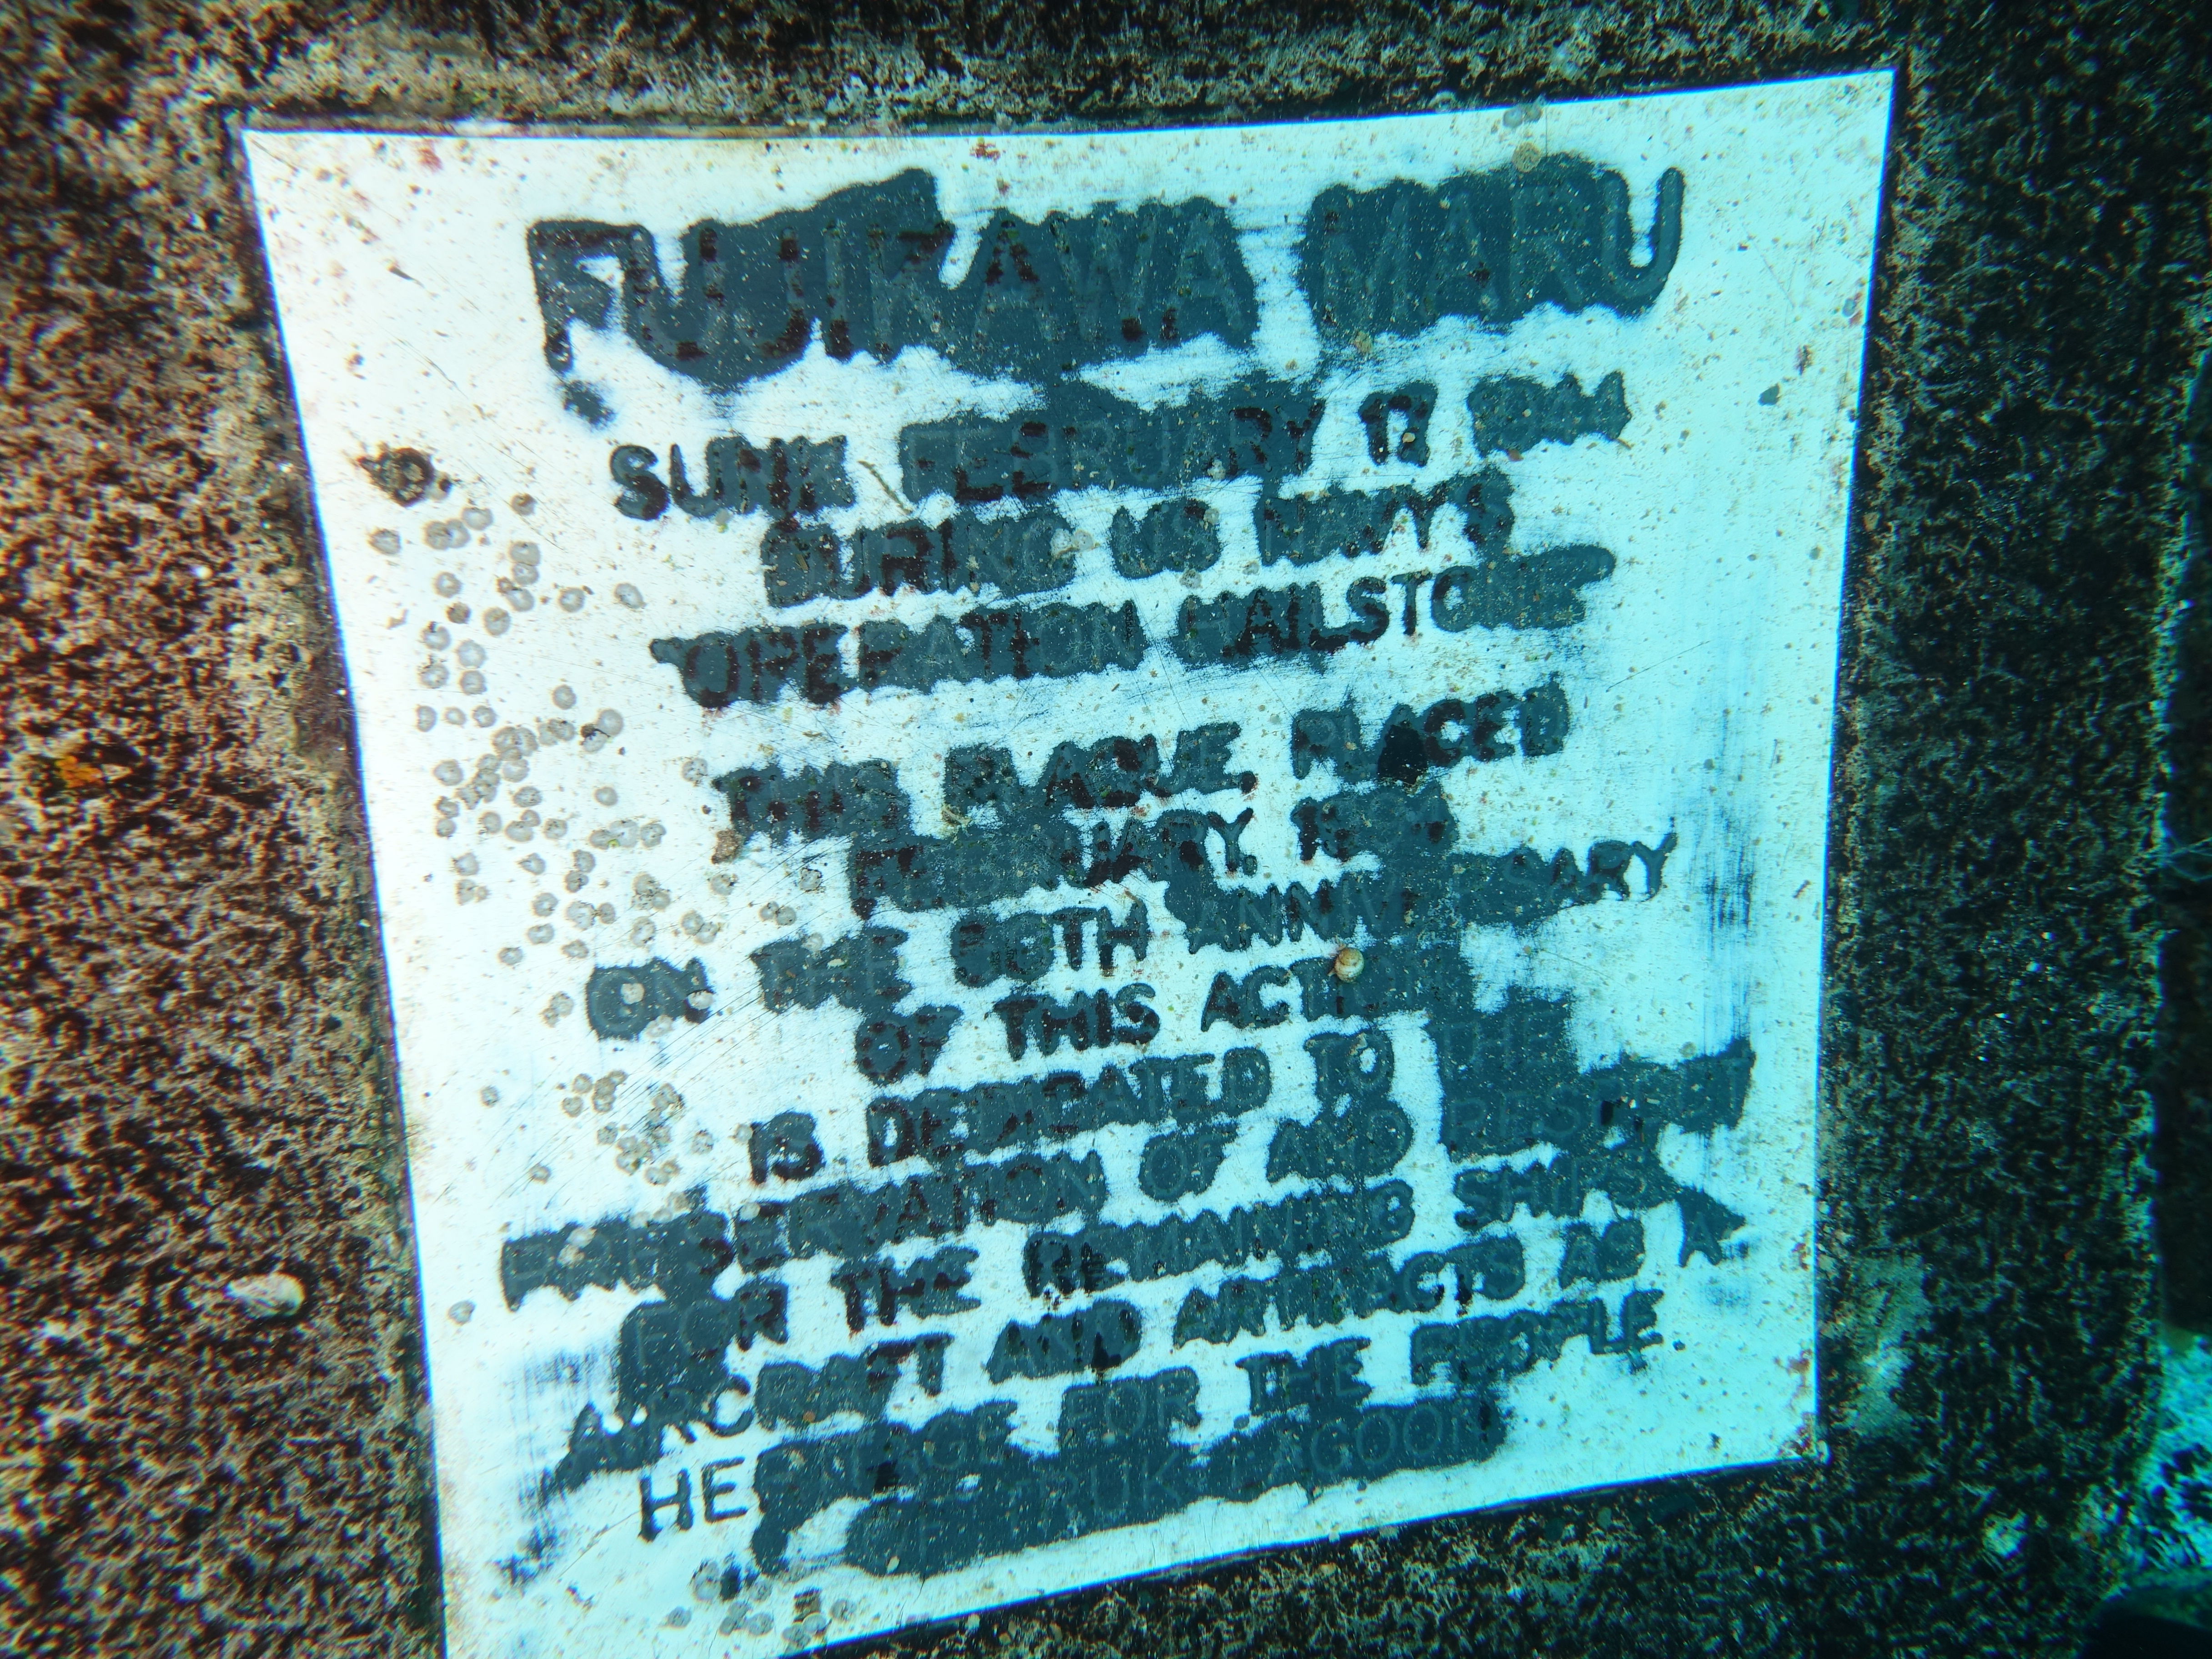 FUJIKAWA MARU
SUNK FEBRUARY 17 1944
DURING US NAVY'S
"OPERATION HAILSTONE"
THIS PLAQUE, PLACED
FEBRUARY, 1994
ON THE 50TH ANNIVERSARY
OF THIS ACTION
IS DEDICATED TO THE
PRESERVATION OF AND RESPECT
FOR THE REMAINING SHIPS,
AIRCRAFT AND ARTIFACTS AS A
HERITAGE FOR THE PEOPLE
OF TRUK LAGOON